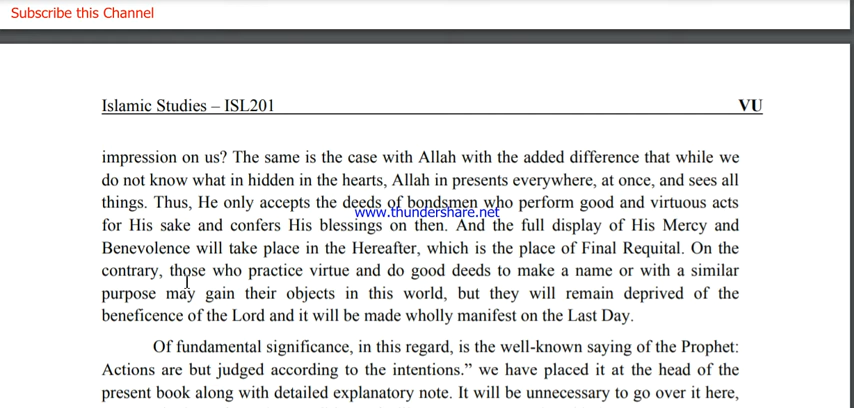 Subscribe this Channel
Islamic Studies – ISL201 VU
impression on us? The same is the case with Allah with the added difference that while we
do not know what in hidden in the hearts, Allah in presents everywhere, at once, and sees all
things. Thus, He only accepts the deeds of bondsmen who perform good and virtuous acts
www.thundershare.net
for His sake and confers His blessings on then. And the full display of His Mercy and
Benevolence will take place in the Hereafter, which is the place of Final Requital. On the
contrary, those who practice virtue and do good deeds to make a name or with a similar
purpose may gain their objects in this world, but they will remain deprived of the
beneficence of the Lord and it will be made wholly manifest on the Last Day.
Of fundamental significance, in this regard, is the well-known saying of the Prophet:
Actions are but judged according to the intentions.” we have placed it at the head of the
present book along with detailed explanatory note. It will be unnecessary to go over it here,